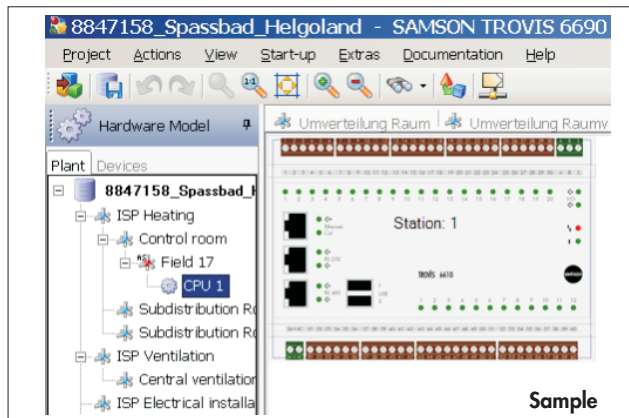 8847158_Spassbad_Helgoland - SAMSON TROVIS 6690
Project Actions View Start-up Extras Documentation Help
Hardware Model
Umverteilung Raum Umverteilung Raumv
Plant Devices
8847158_Spassbad_H
ISP Heating
Control room
Field 17
CPU 1
Subdistribution Ro
Subdistribution Ro
ISP Ventilation
Central ventilation
ISP Electrical installa
Station: 1
TROVIS 6610
SAMSON
Sample